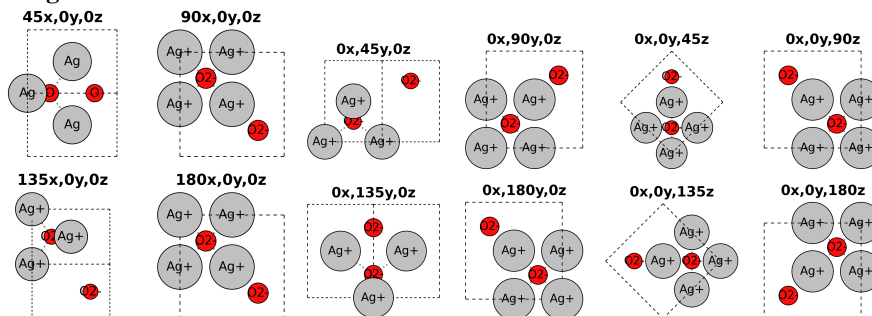 45x,0y,0z
90x,0y,0z
0x,45y,0z
0x,90y,0z
0x,0y,45z
0x,0y,90z
Ag
Ag
Ag
O
O
Ag+
Ag+
Ag+
Ag+
O2-
O2-
Ag+
Ag+
Ag+
O2-
O2-
Ag+
Ag+
Ag+
Ag+
O2-
O2-
Ag+
Ag+
Ag+
Ag+
O2-
O2-
Ag+
Ag+
Ag+
Ag+
O2-
O2-
135x,0y,0z
180x,0y,0z
0x,135y,0z
0x,180y,0z
0x,0y,135z
0x,0y,180z
Ag+
Ag+
Ag+
O2-
Ag+
Ag+
Ag+
Ag+
O2-
O2-
Ag+
Ag+
Ag+
O2-
O2-
Ag+
Ag+
Ag+
Ag+
O2-
O2-
Ag+
Ag+
Ag+
Ag+
O2-
O2-
Ag+
Ag+
Ag+
Ag+
O2-
O2-